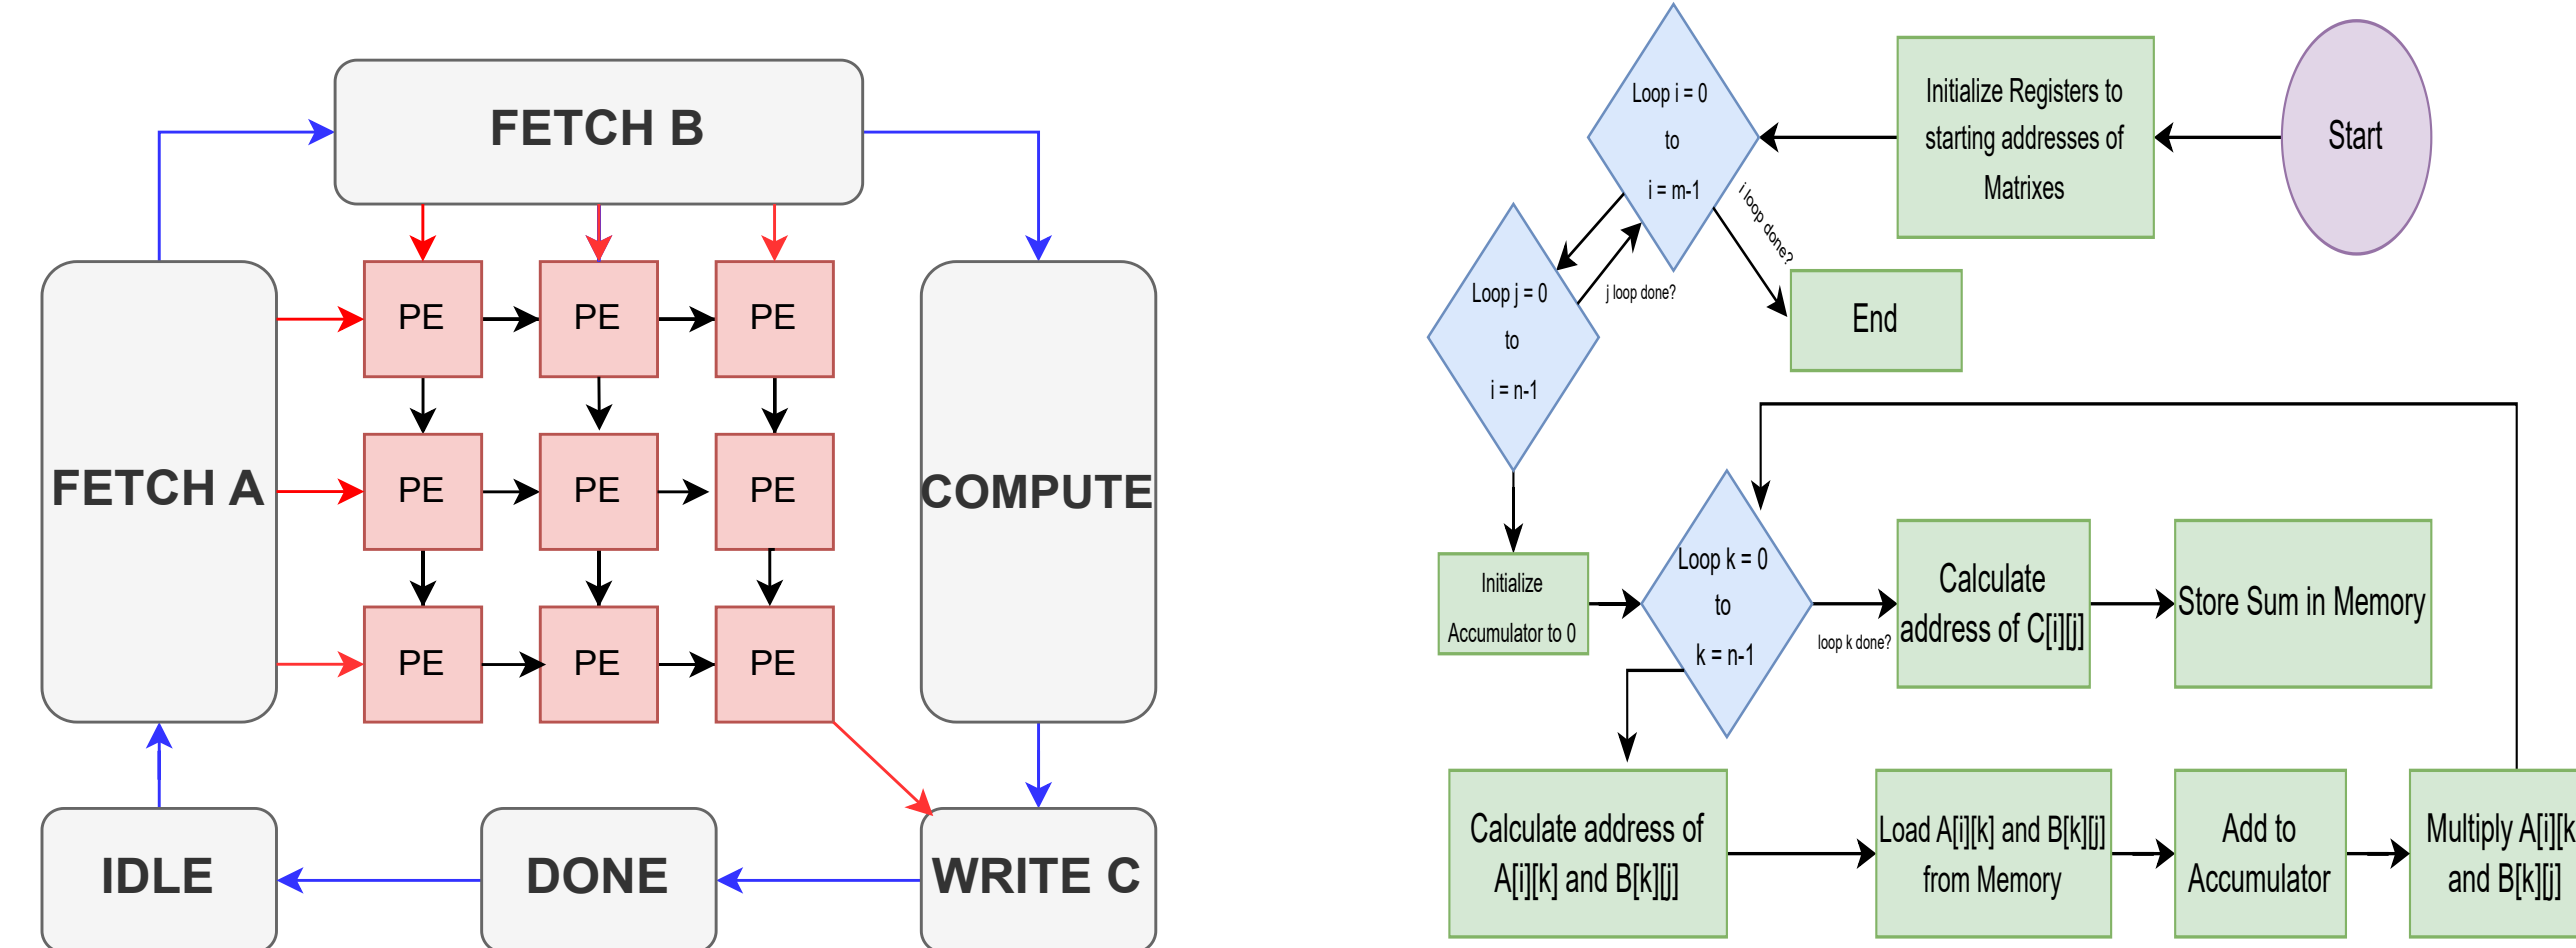 FETCH B
FETCH A
PE
PE
PE
PE
PE
PE
PE
PE
PE
COMPUTE
IDLE
DONE
WRITE C
Start
Initialize Registers to
starting addresses of
Matrixes
Loop i = 0
to
i = m-1
i loop done?
End
Loop j = 0
to
i = n-1
j loop done?
Initialize
Accumulator to 0
Loop k = 0
to
k = n-1
loop k done?
Calculate
address of C[i][j]
Store Sum in Memory
Calculate address of
A[i][k] and B[k][j]
Load A[i][k] and B[k][j]
from Memory
Add to
Accumulator
Multiply A[i][k
and B[k][j]